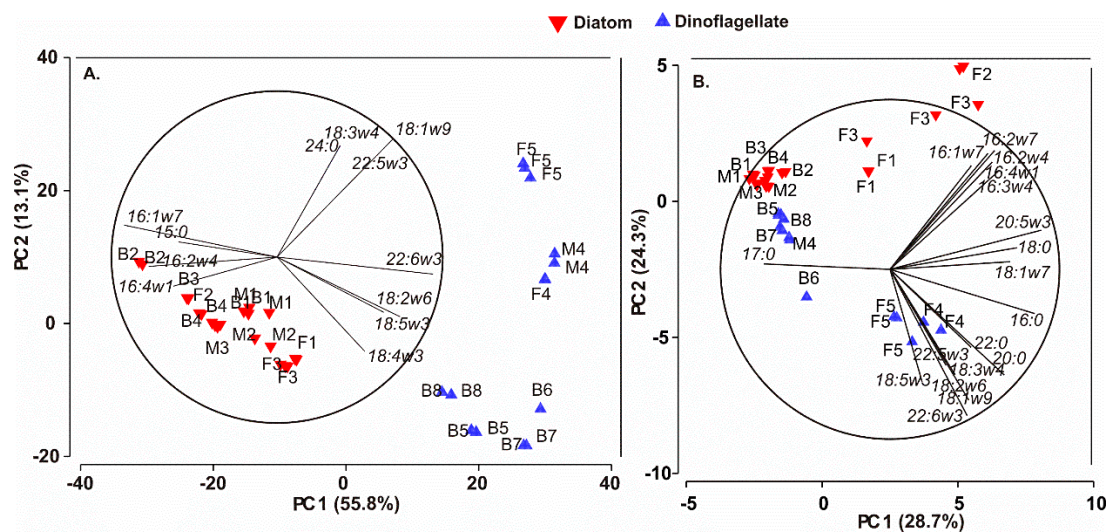 Diatom Dinoflagellate
A.
40
20
0
-20
-40 -20 0 20 40
PC2 (13.1%)
PC1 (55.8%)
18:3w4
24:0
18:1w9
22:5w3
16:1w7
15:0
16:2w4
16:4w1
22:6w3
18:2w6
18:5w3
18:4w3
F5
F5
F5
M4
M4
F4
B2 B2
B3
F2
B4
B4
M1
B1 B1
M1
M3
M2
M2
F1
F3
F3
B8 B8
B6
B5 B5
B7 B7
B.
5
0
-5
-10
-5 0 5 10
PC2 (24.3%)
PC1 (28.7%)
F2
F3
F3
F3
F1
F1
16:2w7
16:1w7
16:2w4
16:4w1
16:3w4
B3
B1 B4
B2
M1
M3 M2
B5
B8
B7 M4
20:5w3
18:0
18:1w7
17:0
B6
16:0
F5
F5
F5
F4
F4
22:0
20:0
22:5w3
18:3w4
18:5w3
18:2w6
18:1w9
22:6w3